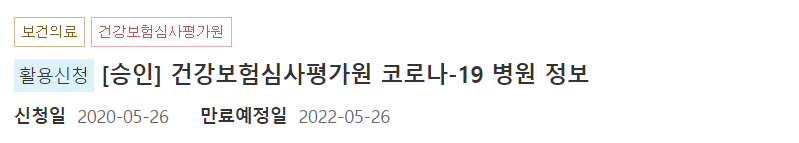 보건의료 건강보험심사평가원
활용신청 [승인] 건강보험심사평가원 코로나-19 병원 정보
신청일 2020-05-26 만료예정일 2022-05-26